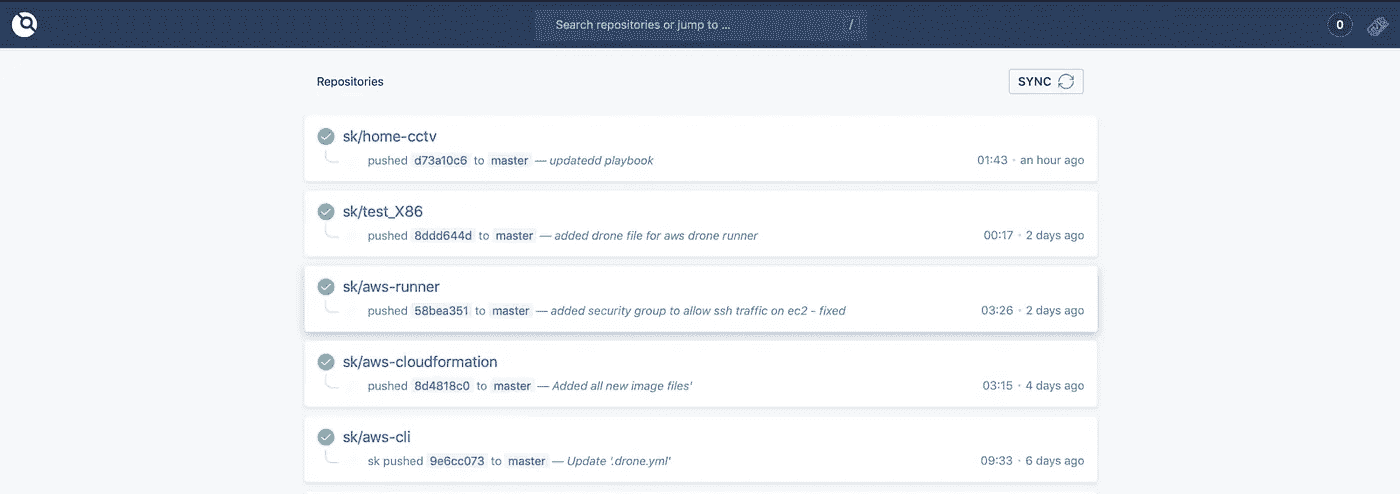 Search repositories or jump to … /
0
Repositories
SYNC
sk/home-cctv
pushed d73a10c6 to master — updatedd playbook 01:43 · an hour ago
sk/test_X86
pushed 8ddd644d to master — added drone file for aws drone runner 00:17 · 2 days ago
sk/aws-runner
pushed 58bea351 to master — added security group to allow ssh traffic on ec2 - fixed 03:26 · 2 days ago
sk/aws-cloudformation
pushed 8d4818c0 to master — Added all new image files' 03:15 · 4 days ago
sk/aws-cli
sk pushed 9e6cc073 to master — Update '.drone.yml' 09:33 · 6 days ago